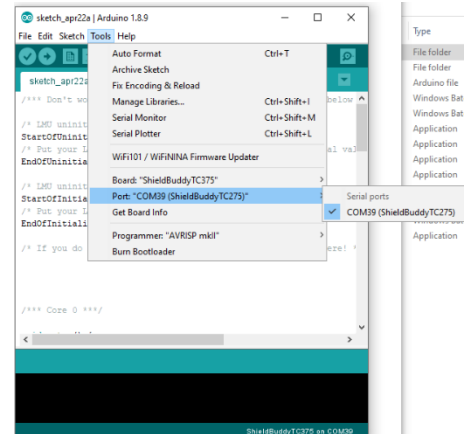 sketch_apr22a | Arduino 1.8.9
File Edit Sketch Tools Help
sketch_apr22a
Auto Format Ctrl+T
Archive Sketch
Fix Encoding & Reload
Manage Libraries... Ctrl+Shift+I
Serial Monitor Ctrl+Shift+M
Serial Plotter Ctrl+Shift+L
WiFi101 / WiFiNINA Firmware Updater
Board: "ShieldBuddyTC375"
Port: "COM39 (ShieldBuddyTC275)"
Get Board Info
Programmer: "AVRISP mkII"
Burn Bootloader
Serial ports
COM39 (ShieldBuddyTC275)
/*** Don't wo
below
/* LMU uninit
StartOfUninit
/* Put your L
al val
EndOfUninitia
/* LMU uninit
StartOfInitia
/* Put your L
EndOfInitiali
/* If you do
ere! *
/*** Core 0 ***/
ShieldBuddyTC375 on COM39
Type
File folder
File folder
Arduino file
Windows Bat
Windows Bat
Application
Application
Application
Application
Application